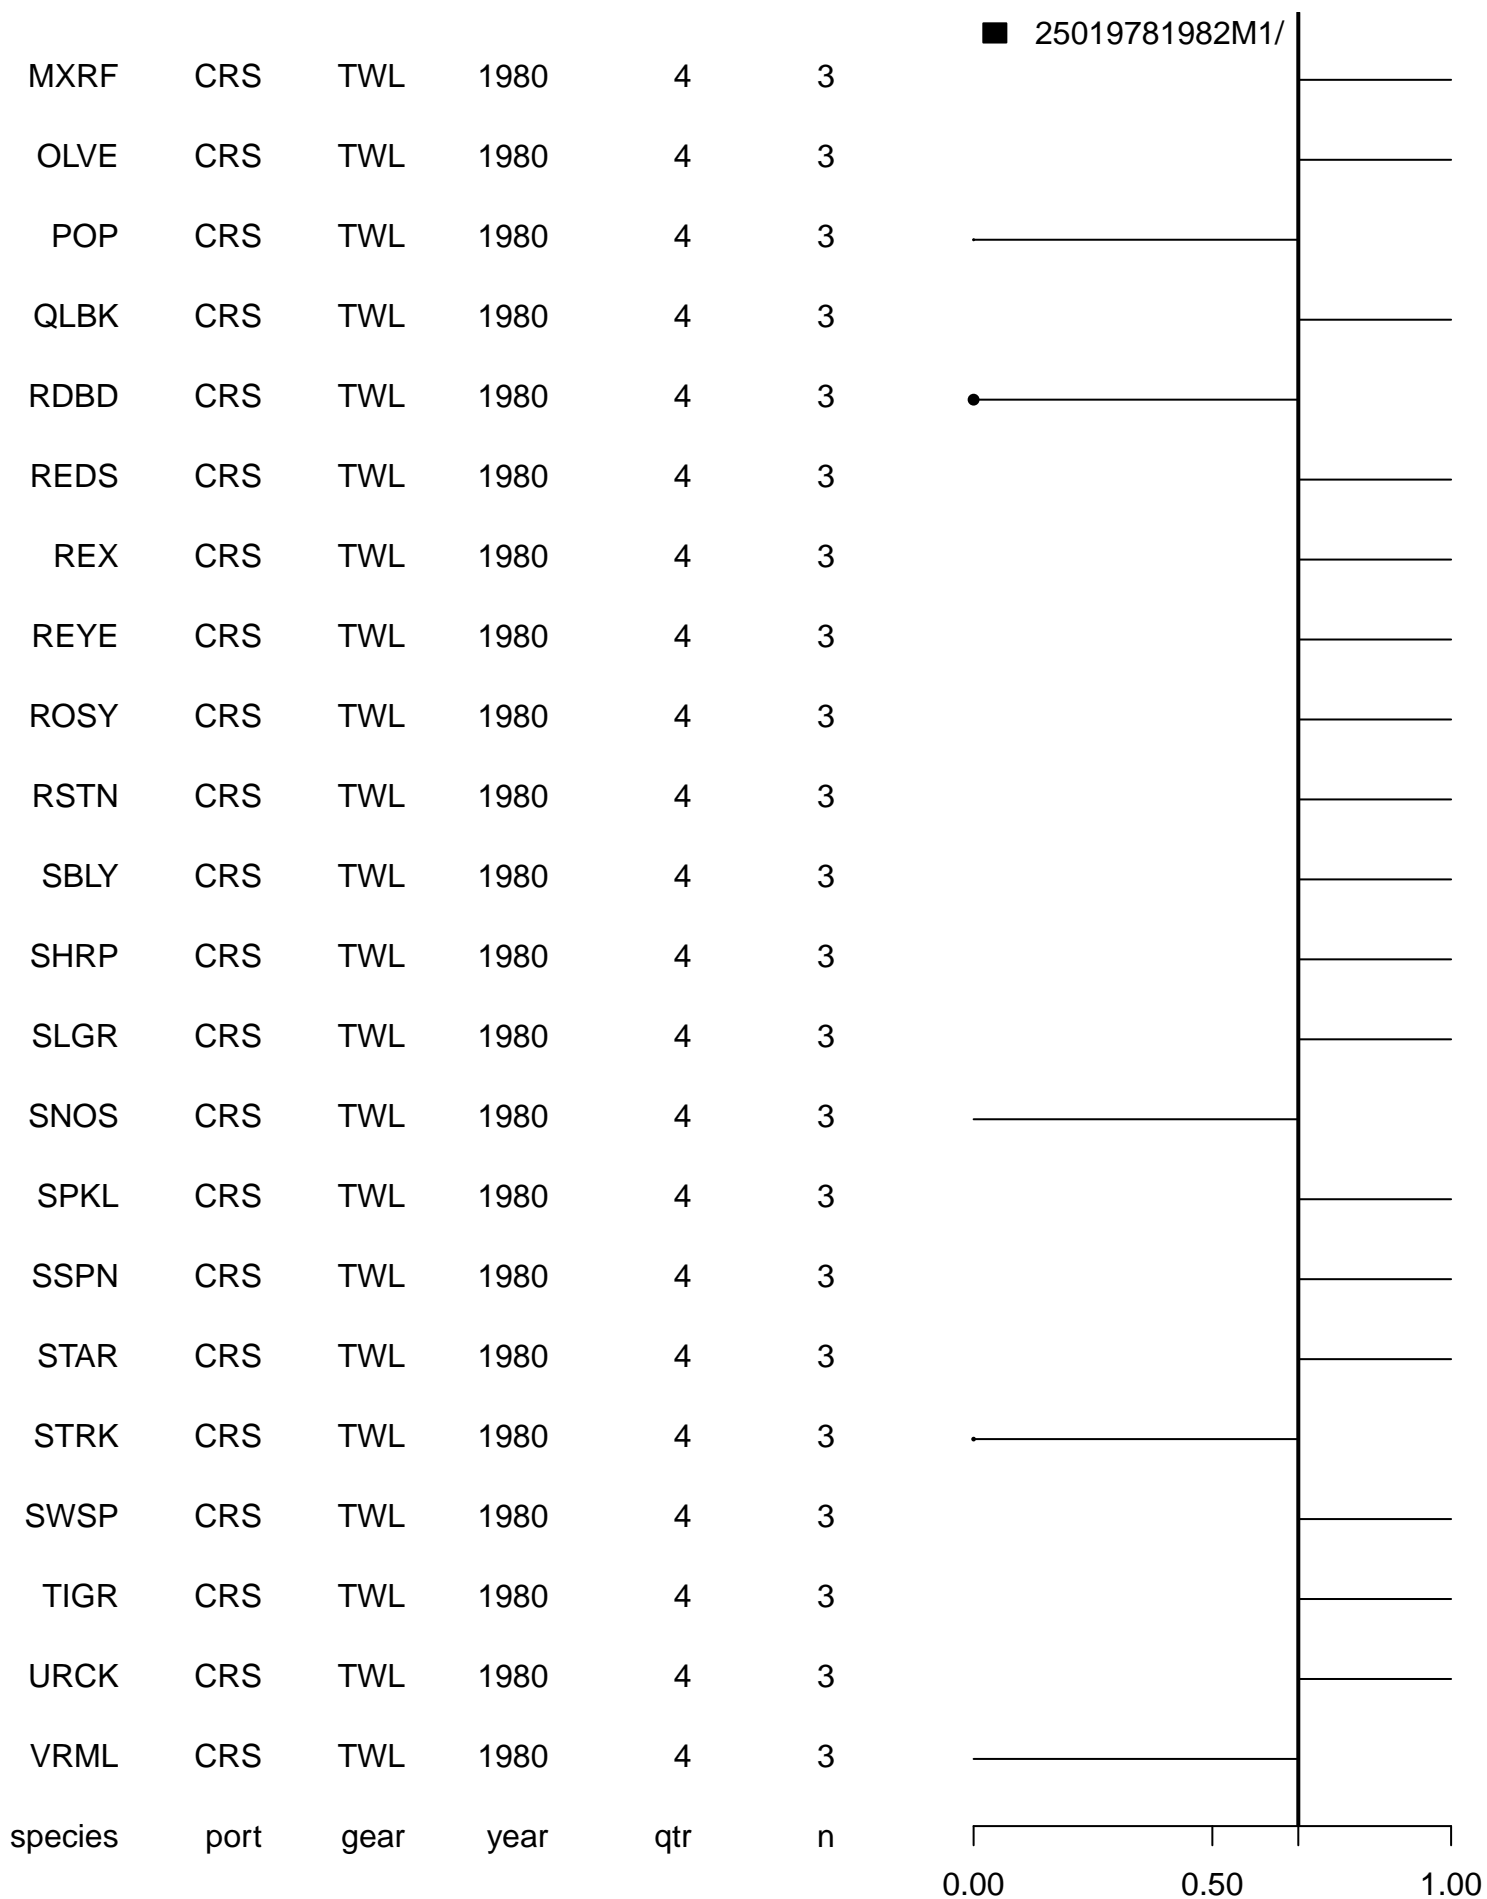 25019781982M1/
MXRF CRS TWL 1980 4 3
OLVE CRS TWL 1980 4 3
POP CRS TWL 1980 4 3
QLBK CRS TWL 1980 4 3
RDBD CRS TWL 1980 4 3
REDS CRS TWL 1980 4 3
REX CRS TWL 1980 4 3
REYE CRS TWL 1980 4 3
ROSY CRS TWL 1980 4 3
RSTN CRS TWL 1980 4 3
SBLY CRS TWL 1980 4 3
SHRP CRS TWL 1980 4 3
SLGR CRS TWL 1980 4 3
SNOS CRS TWL 1980 4 3
SPKL CRS TWL 1980 4 3
SSPN CRS TWL 1980 4 3
STAR CRS TWL 1980 4 3
STRK CRS TWL 1980 4 3
SWSP CRS TWL 1980 4 3
TIGR CRS TWL 1980 4 3
URCK CRS TWL 1980 4 3
VRML CRS TWL 1980 4 3
species port gear year qtr n
0.00 0.50 1.00